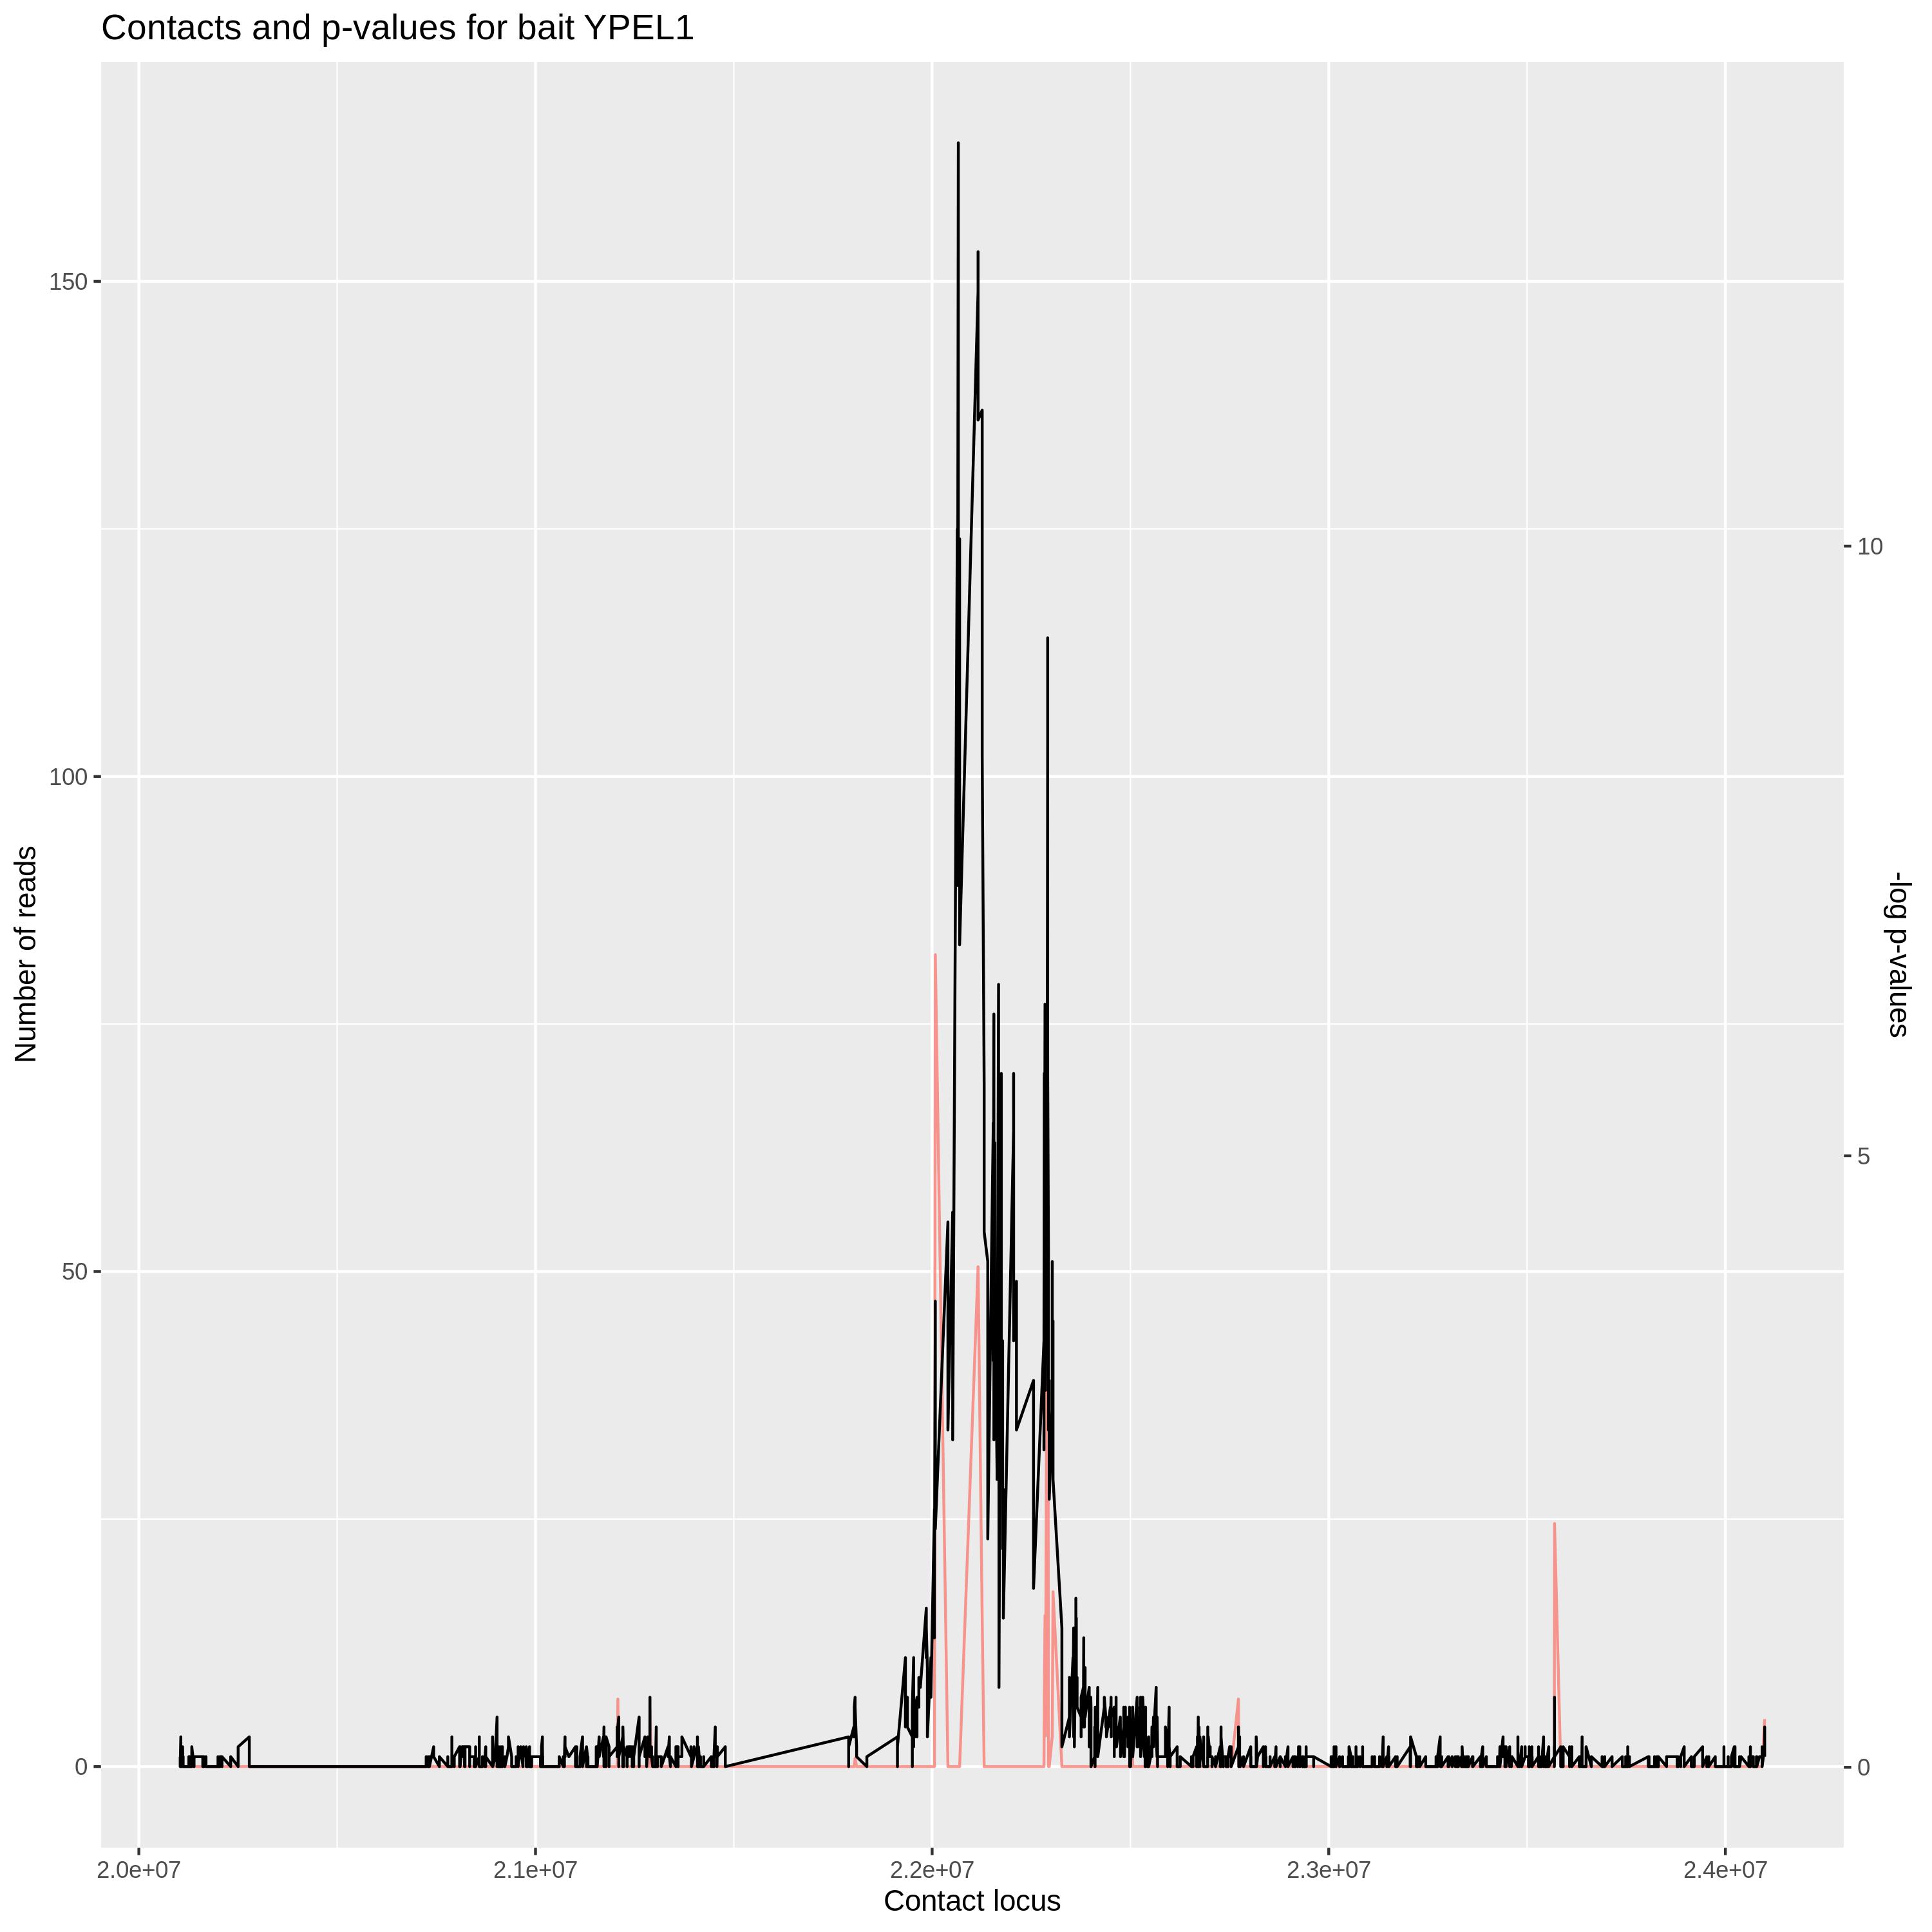 Contacts and p-values for bait YPEL1
150
100
50
0
Number of reads
10
5
0
-log p-values
2.0e+07
2.1e+07
2.2e+07
2.3e+07
2.4e+07
Contact locus